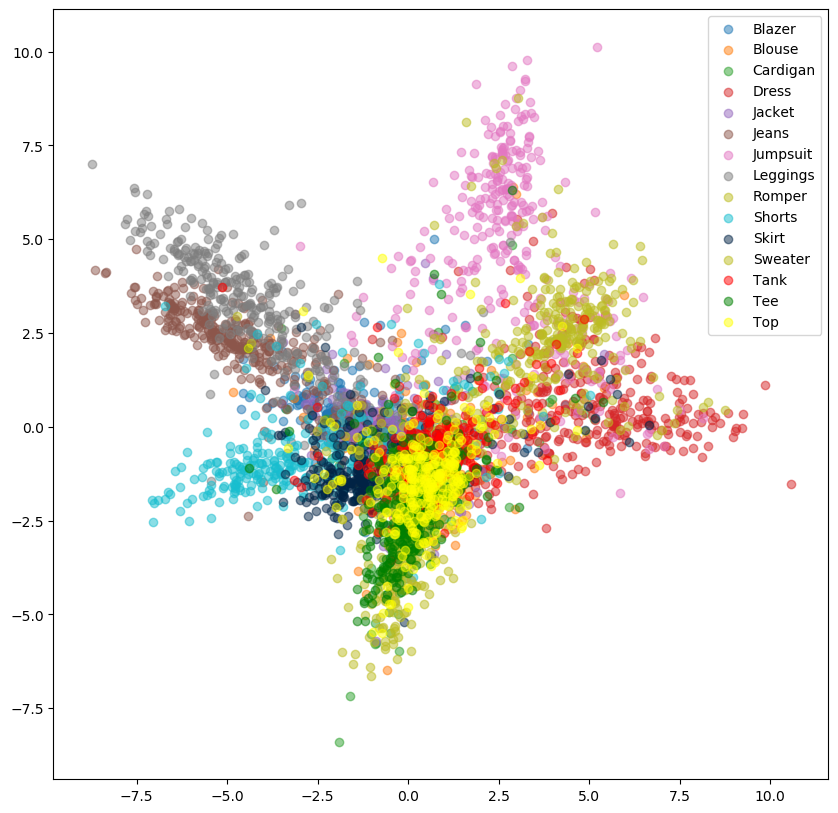 10.0
7.5
5.0
2.5
0.0
−2.5
−5.0
−7.5
−7.5
−5.0
−2.5
0.0
2.5
5.0
7.5
10.0
Blazer
Blouse
Cardigan
Dress
Jacket
Jeans
Jumpsuit
Leggings
Romper
Shorts
Skirt
Sweater
Tank
Tee
Top